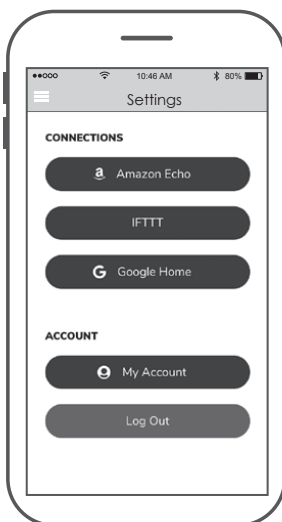 10:46 AM
80%
Settings
CONNECTIONS
a Amazon Echo
IFTTT
G Google Home
ACCOUNT
My Account
Log Out